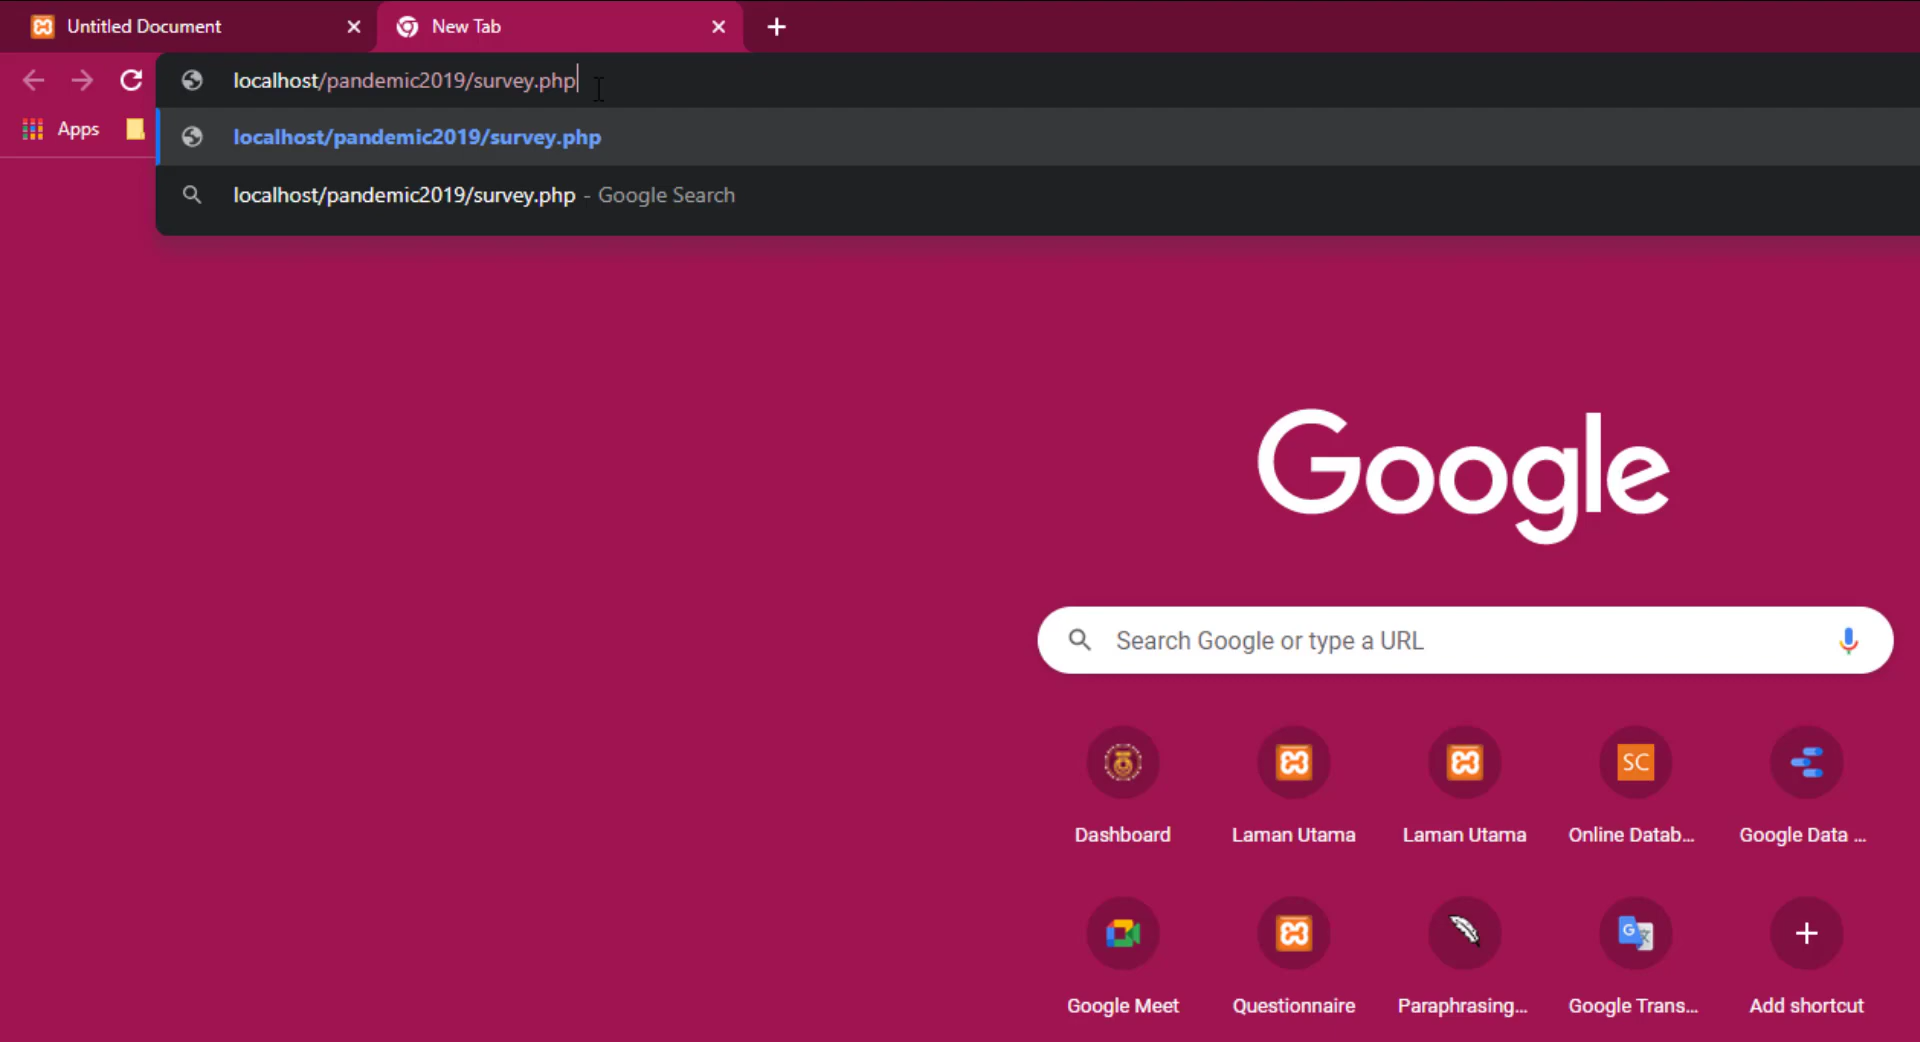 Untitled Document
New Tab
localhost/pandemic2019/survey.php
Apps
localhost/pandemic2019/survey.php
localhost/pandemic2019/survey.php - Google Search
Google
Search Google or type a URL
SC
Dashboard
Laman Utama
Laman Utama
Online Datab...
Google Data ...
G
Google Meet
Questionnaire
Paraphrasing...
Google Trans...
Add shortcut